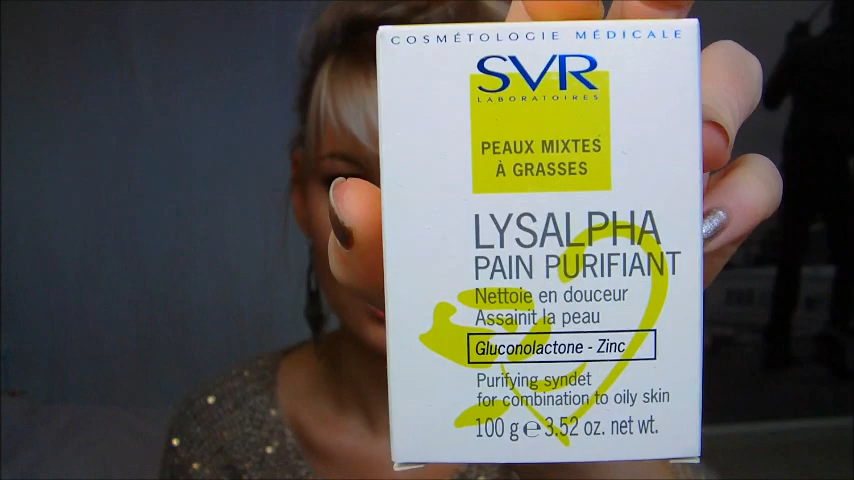 COSMÉTOLOGIE MÉDICALE
SVR
LABORATOIRES
PEAUX MIXTES
À GRASSES
LYSALPHA
PAIN PURIFIANT
Nettoie en douceur
Assainit la peau
Gluconolactone - Zinc
Purifying syndet
for combination to oily skin
100 g e 3.52 oz. net wt.